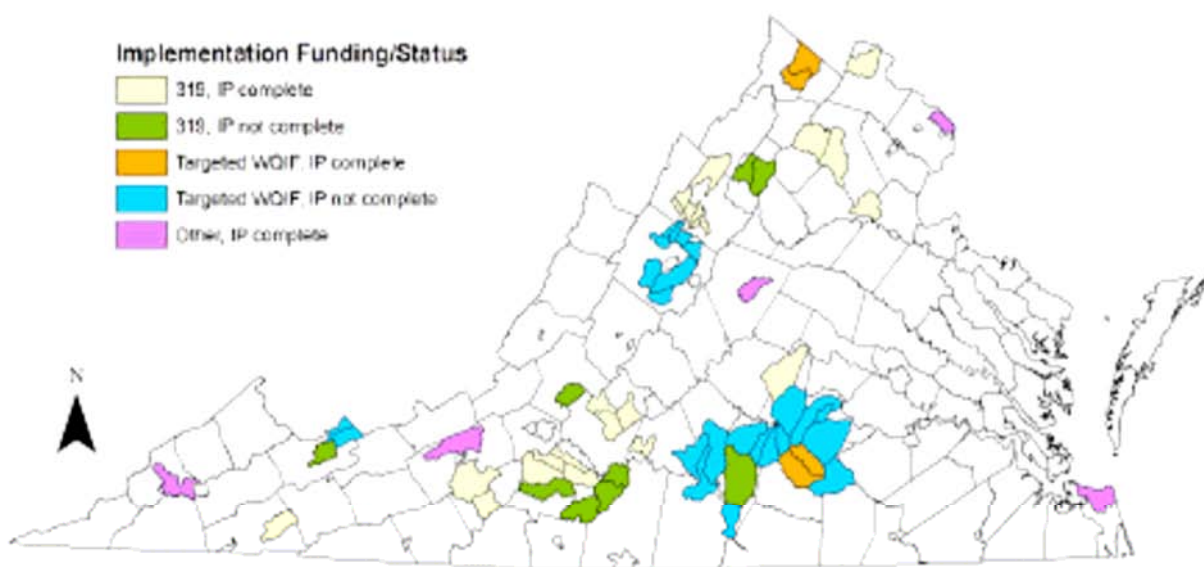 Implementation Funding/Status
319, IP complete
319, IP not complete
Targeted WQIF, IP complete
Targeted WQIF, IP not complete
Other, IP complete
N